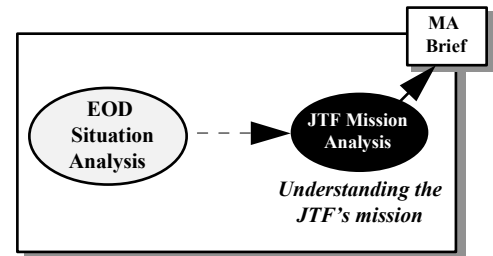 MA
Brief
EOD
Situation
Analysis
JTF Mission
Analysis
Understanding the
JTF's mission